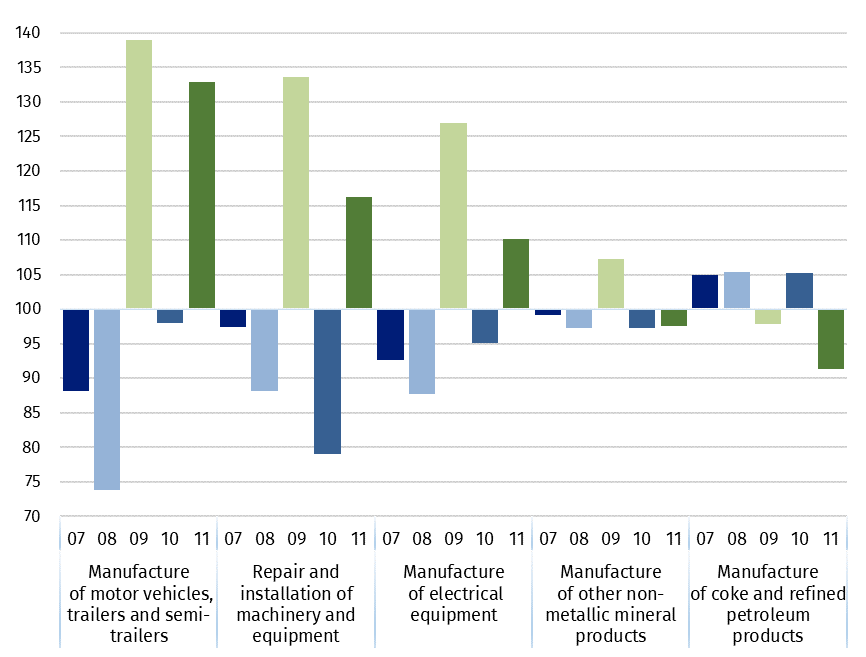 140
135
130
125
120
115
110
105
100
95
90
85
80
75
70
07 08 09 10 11 07 08 09 10 11 07 08 09 10 11 07 08 09 10 11 07 08 09 10 11
Manufacture
of motor vehicles,
trailers and semi-
trailers
Repair and
installation of
machinery and
equipment
Manufacture
of electrical
equipment
Manufacture
of other non-
metallic mineral
products
Manufacture
of coke and refined
petroleum
products